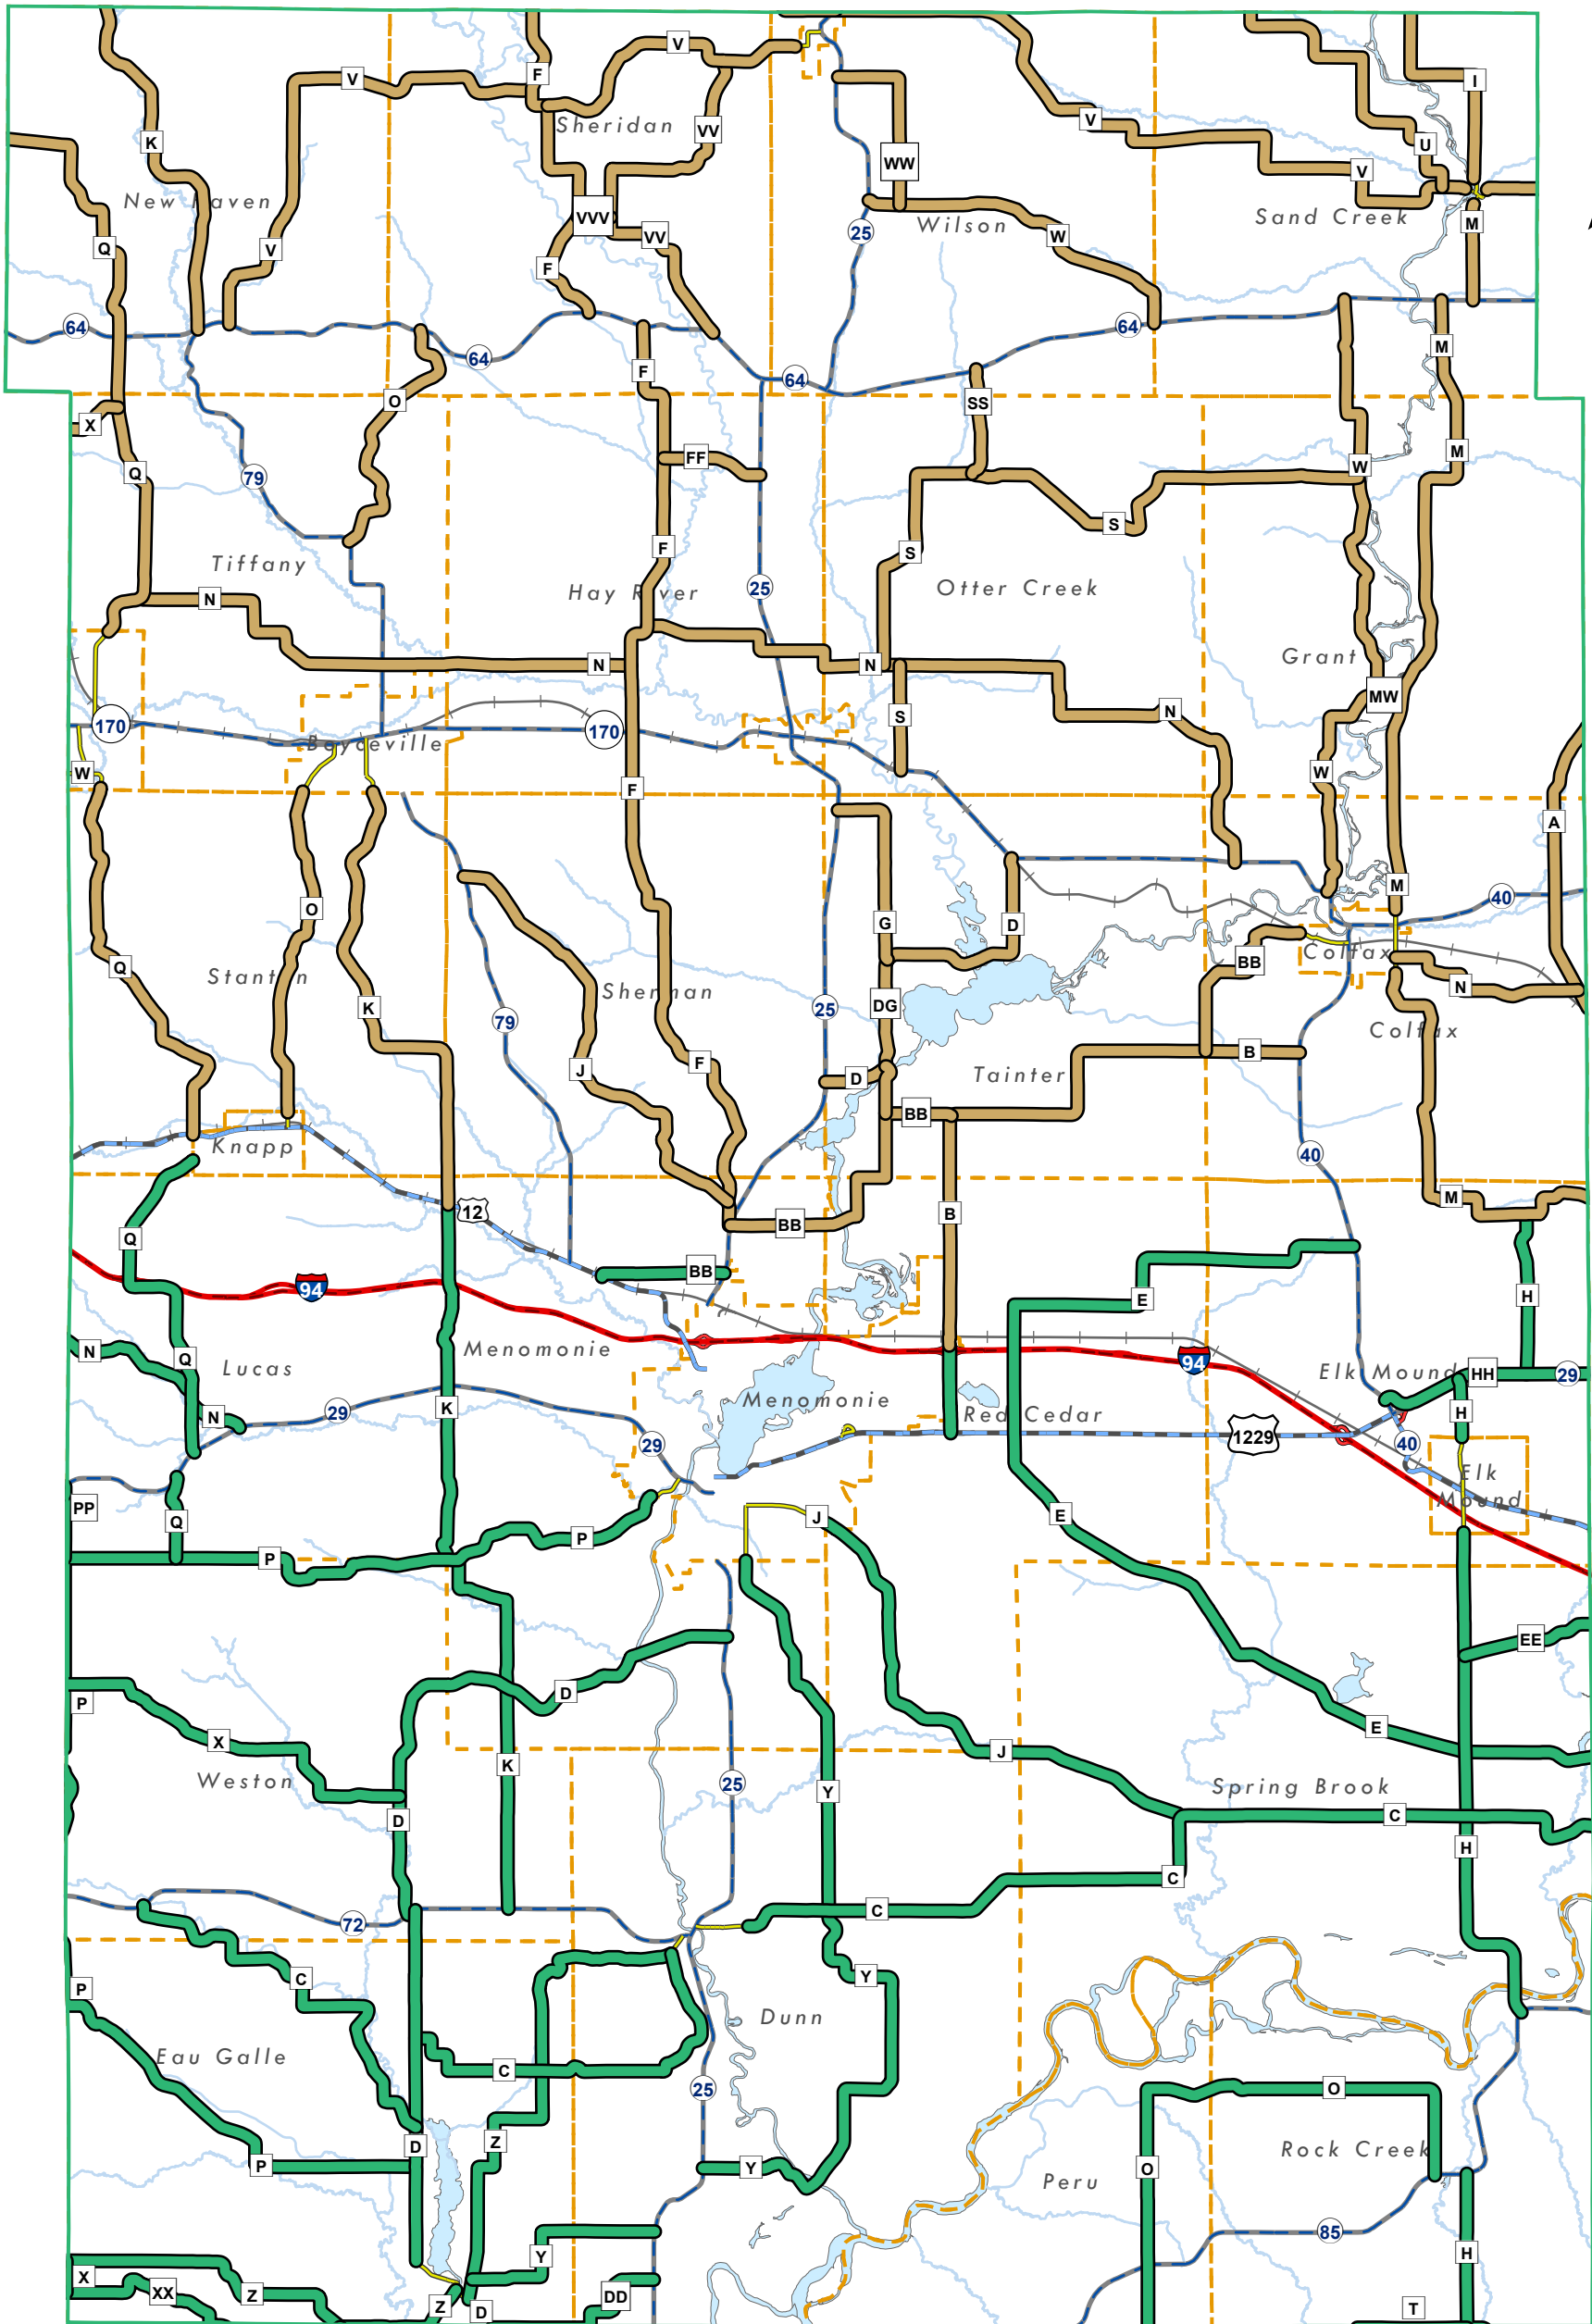 V
F
V
I
K
Sheridan
VV
V
U
WW
V
New Haven
VVV
Wilson
Sand Creek
M
25
VV
W
Q
V
F
64
64
M
64
F
64
O
SS
X
M
FF
W
Q
79
S
F
S
Tiffany
25
Otter Creek
Hay River
N
Grant
N
N
MW
S
N
170
170
Boyceville
W
W
F
A
M
40
O
G
D
Colfax
BB
Q
Stanton
N
Sherman
K
25
DG
79
Colfax
B
F
J
D
Tainter
BB
Knapp
40
M
12
B
BB
Q
BB
94
H
E
N
Menomonie
Q
94
Lucas
Elk Mound
HH
29
Menomonie
K
29
N
Red Cedar
H
1229
29
40
Elk
Mound
PP
J
E
Q
P
P
EE
D
P
E
X
K
J
Weston
25
Spring Brook
Y
D
C
H
C
C
72
Y
C
P
Dunn
Eau Galle
C
25
O
Z
D
Rock Creek
P
Y
O
Peru
85
Y
H
X
XX
Z
DD
Z
D
T